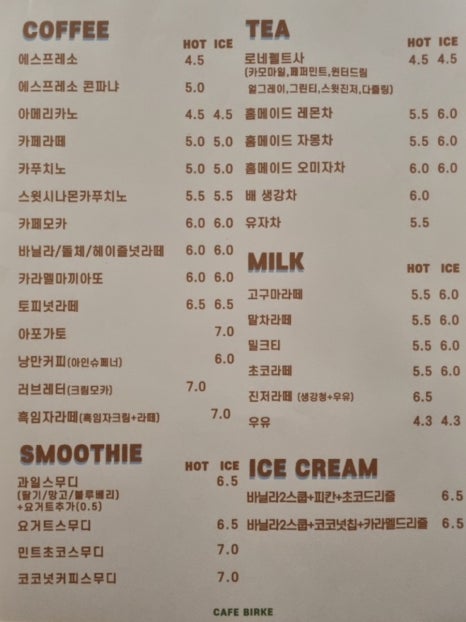 COFFEE
HOT ICE
에스프레소 4.5
에스프레소 콘파냐 5.0
아메리카노 4.5 4.5
카페라떼 5.0 5.0
카푸치노 5.0 5.0
스윗시나몬카푸치노 5.5 5.5
카페모카 6.0 6.0
바닐라/돌체/헤이즐넛라떼 6.0 6.0
카라멜마끼아또 6.0 6.0
토피넛라떼 6.5 6.5
아포가토 7.0
낭만커피(아인슈페너) 6.0
러브레터(크림모카) 7.0
흑임자라떼(흑임자크림+라떼) 7.0
SMOOTHIE
HOT ICE
과일스무디 6.5
(딸기/망고/블루베리)
+요거트추가(0.5)
요거트스무디 6.5
민트초코스무디 7.0
코코넛커피스무디 7.0
TEA
HOT ICE
로네펠트사 4.5 4.5
(카모마일,페퍼민트,윈터드림
얼그레이,그린티,스윗진저,다즐링)
홈메이드 레몬차 5.5 6.0
홈메이드 자몽차 5.5 6.0
홈메이드 오미자차 6.0 6.0
배 생강차 6.0
유자차 5.5
MILK
HOT ICE
고구마라떼 5.5 6.0
말차라떼 5.5 6.0
밀크티 5.5 6.0
초코라떼 5.5 6.0
진저라떼 (생강청+우유) 6.5
우유 4.3 4.3
ICE CREAM
바닐라2스쿱+피칸+초코드리즐 6.5
바닐라2스쿱+코코넛칩+카라멜드리즐 6.5
CAFE BIRKE